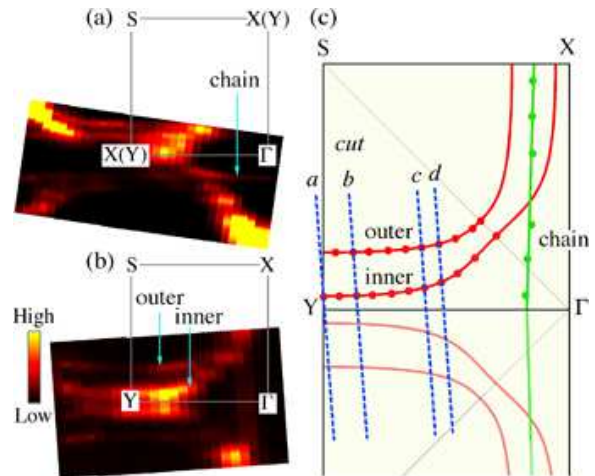 (a)
S
X(Y)
chain
X(Y)
Γ
(b)
S
X
outer
inner
High
Low
Y
Γ
(c)
S
X
cut
a
b
c
d
outer
inner
chain
Y
Γ